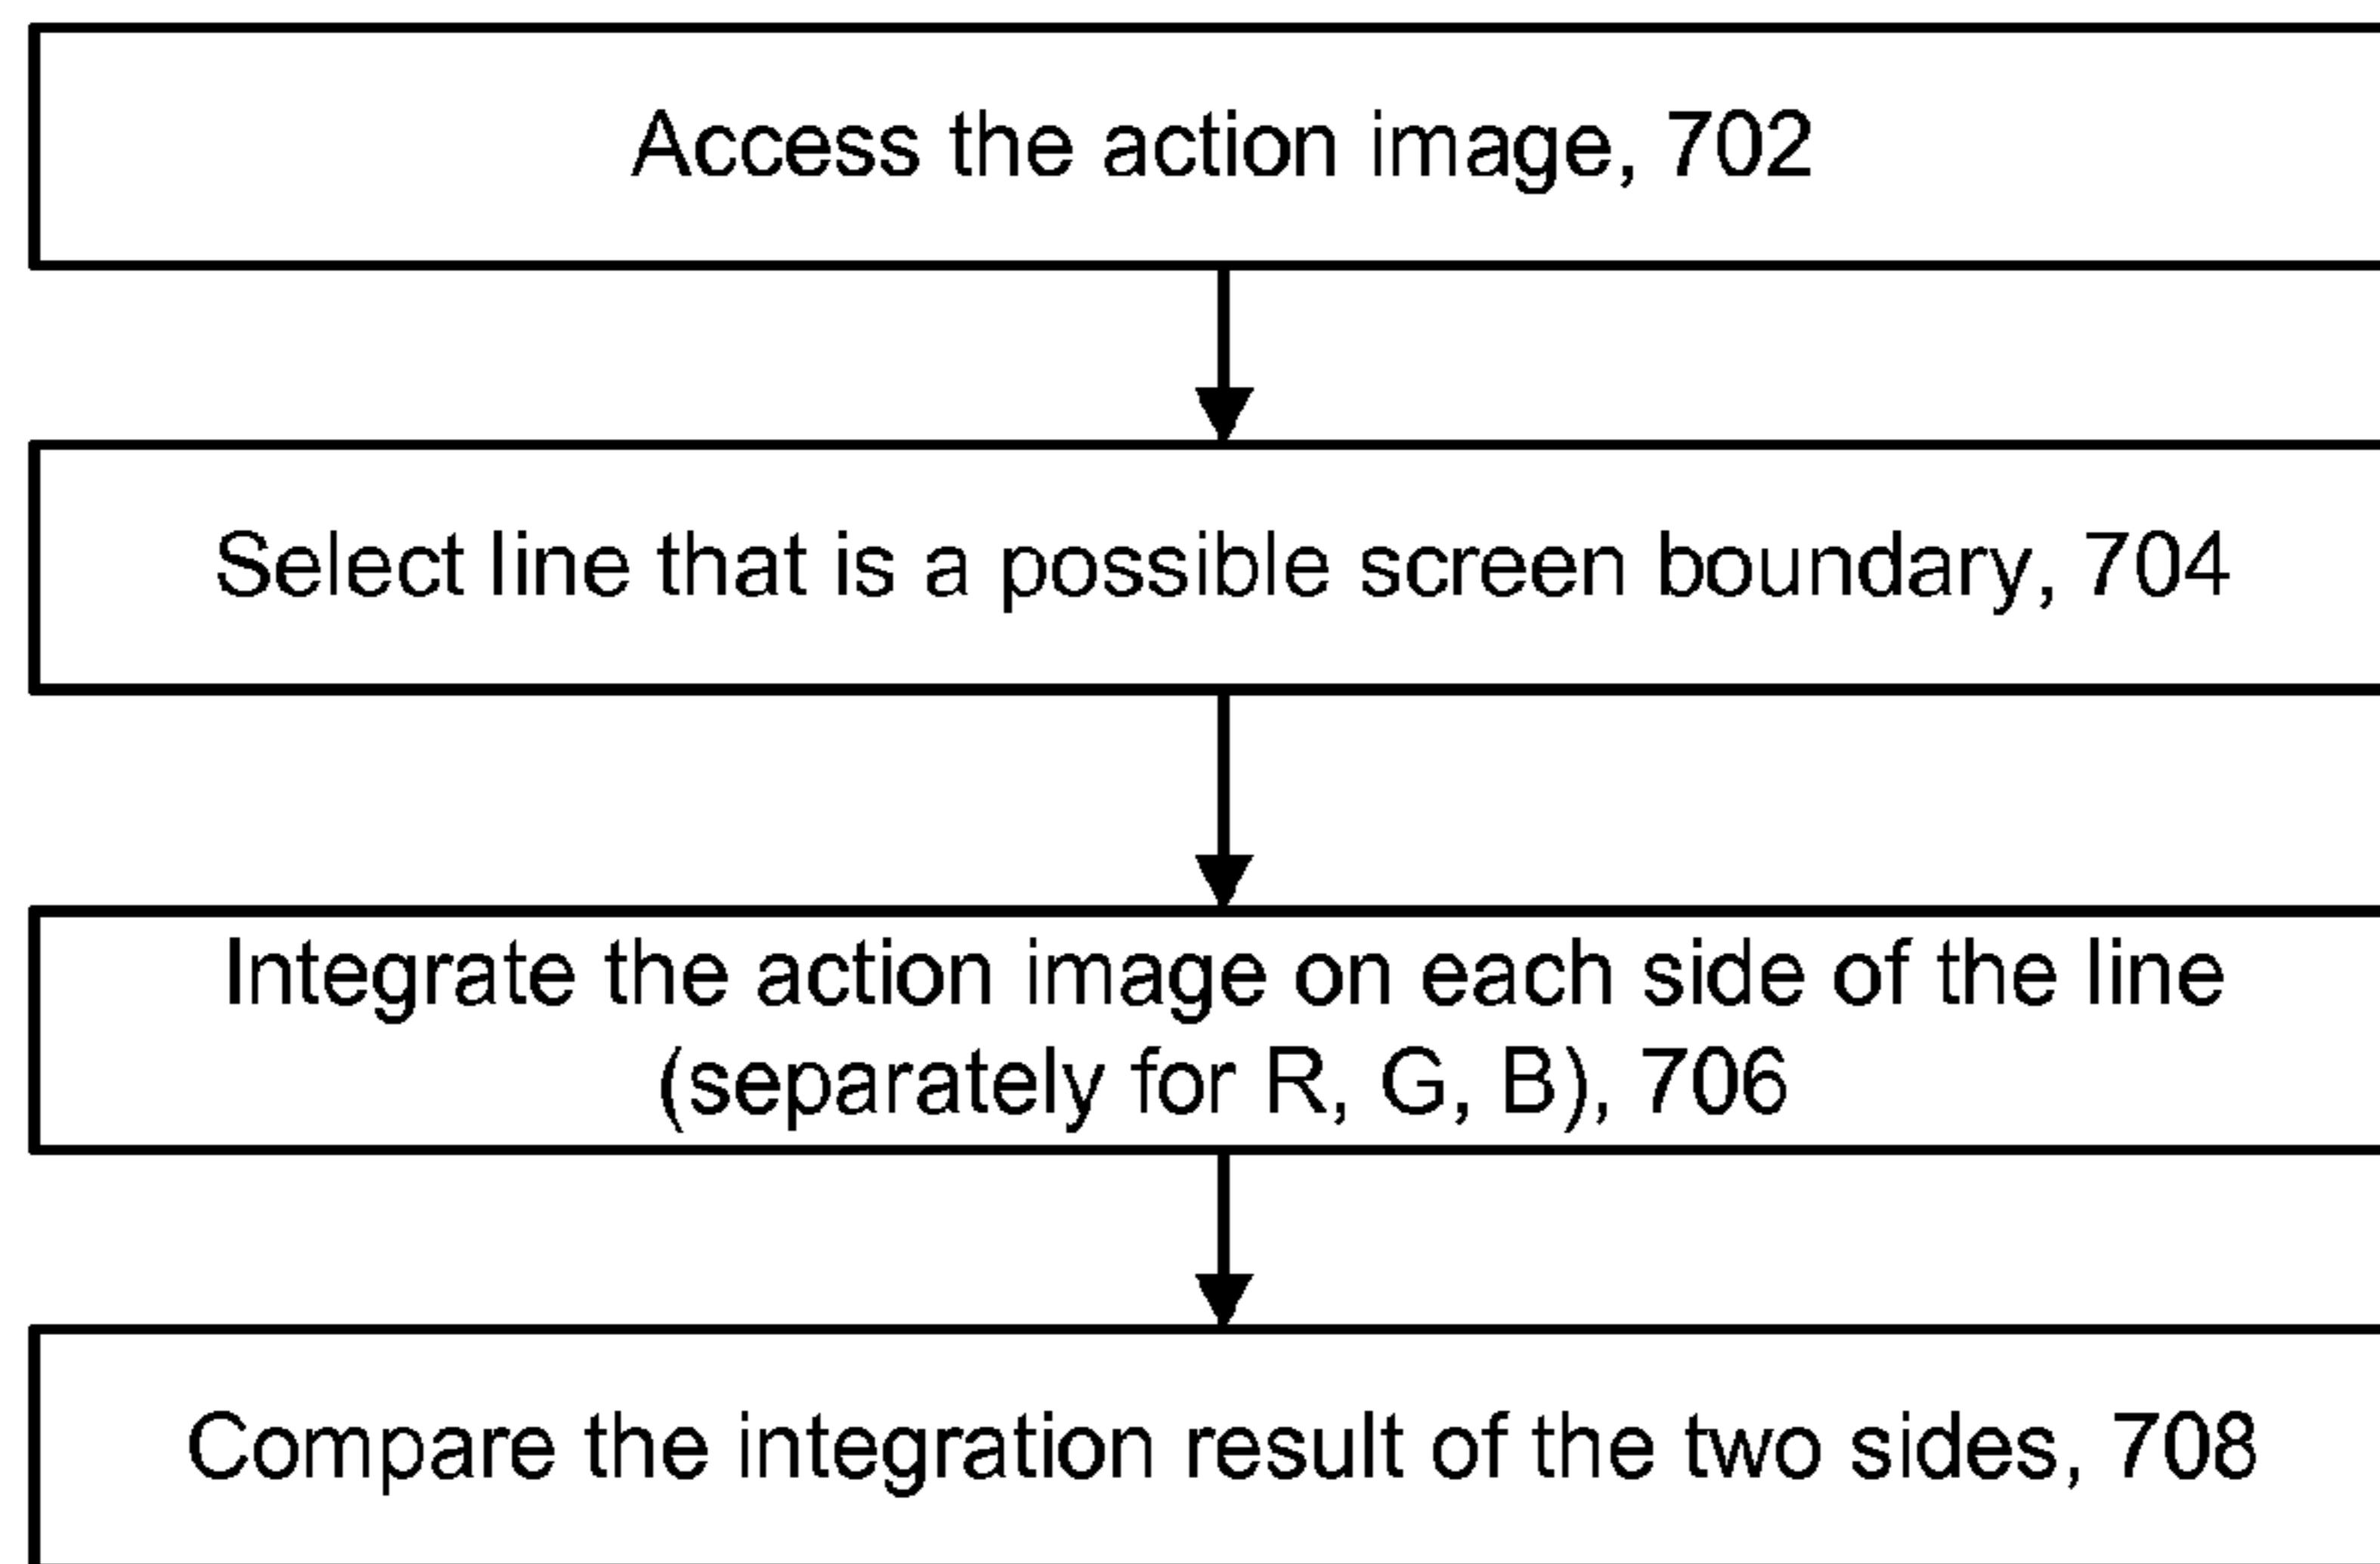 Access the action image, 702
Select line that is a possible screen boundary, 704
Integrate the action image on each side of the line
(separately for R, G, B), 706
Compare the integration result of the two sides, 708